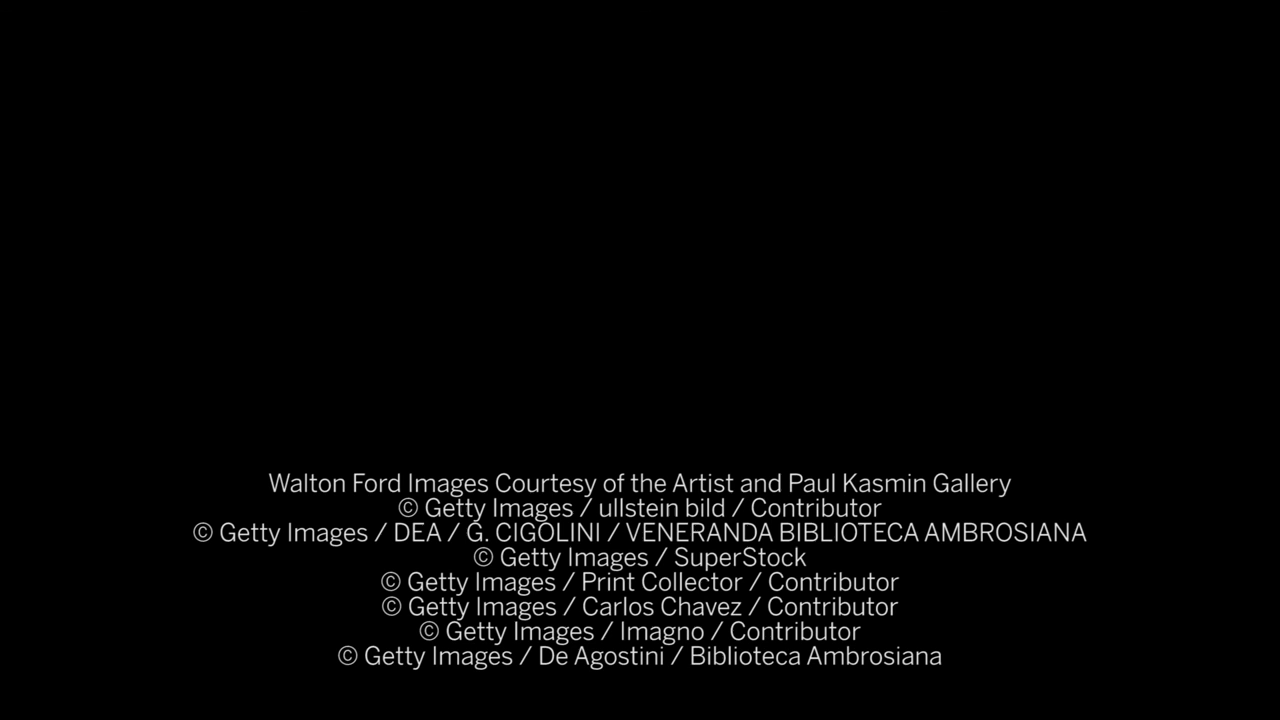 Walton Ford Images Courtesy of the Artist and Paul Kasmin Gallery
© Getty Images / ullstein bild / Contributor
© Getty Images / DEA / G. CIGOLINI / VENERANDA BIBLIOTECA AMBROSIANA
© Getty Images / SuperStock
© Getty Images / Print Collector / Contributor
© Getty Images / Carlos Chavez / Contributor
© Getty Images / Imagno / Contributor
© Getty Images / De Agostini / Biblioteca Ambrosiana